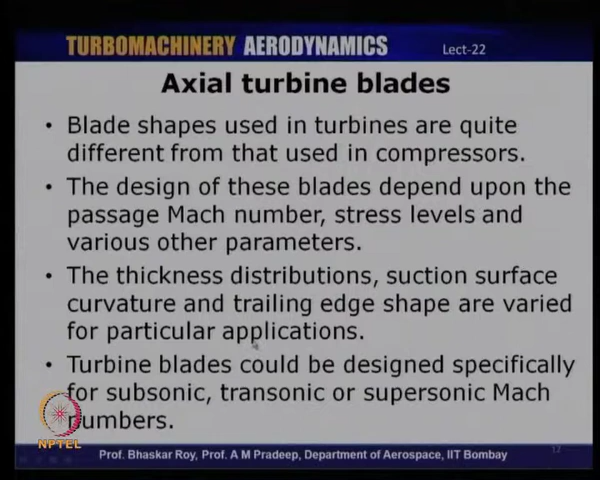 TURBOMACHINERY AERODYNAMICS Lect-22
Axial turbine blades
• Blade shapes used in turbines are quite
different from that used in compressors.
• The design of these blades depend upon the
passage Mach number, stress levels and
various other parameters.
• The thickness distributions, suction surface
curvature and trailing edge shape are varied
for particular applications.
• Turbine blades could be designed specifically
for subsonic, transonic or supersonic Mach
numbers.
NPTEL
Prof. Bhaskar Roy, Prof. A M Pradeep, Department of Aerospace, IIT Bombay
12